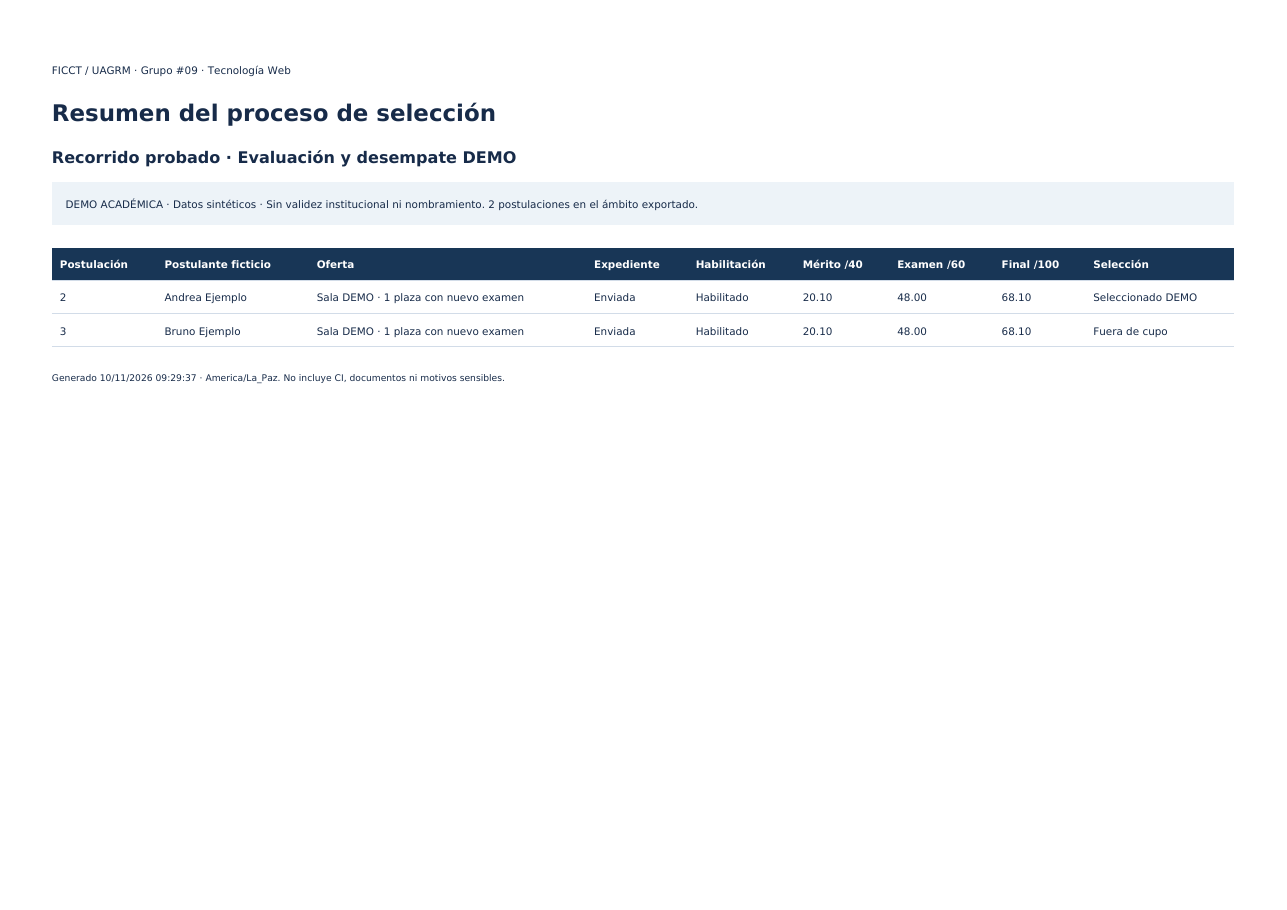 FICCT / UAGRM · Grupo #09 · Tecnología Web
Resumen del proceso de selección
Recorrido probado · Evaluación y desempate DEMO
DEMO ACADÉMICA · Datos sintéticos · Sin validez institucional ni nombramiento. 2 postulaciones en el ámbito exportado.
Postulación Postulante ficticio Oferta Expediente Habilitación Mérito /40 Examen /60 Final /100 Selección
2 Andrea Ejemplo Sala DEMO · 1 plaza con nuevo examen Enviada Habilitado 20.10 48.00 68.10 Seleccionado DEMO
3 Bruno Ejemplo Sala DEMO · 1 plaza con nuevo examen Enviada Habilitado 20.10 48.00 68.10 Fuera de cupo
Generado 10/11/2026 09:29:37 · America/La_Paz. No incluye CI, documentos ni motivos sensibles.